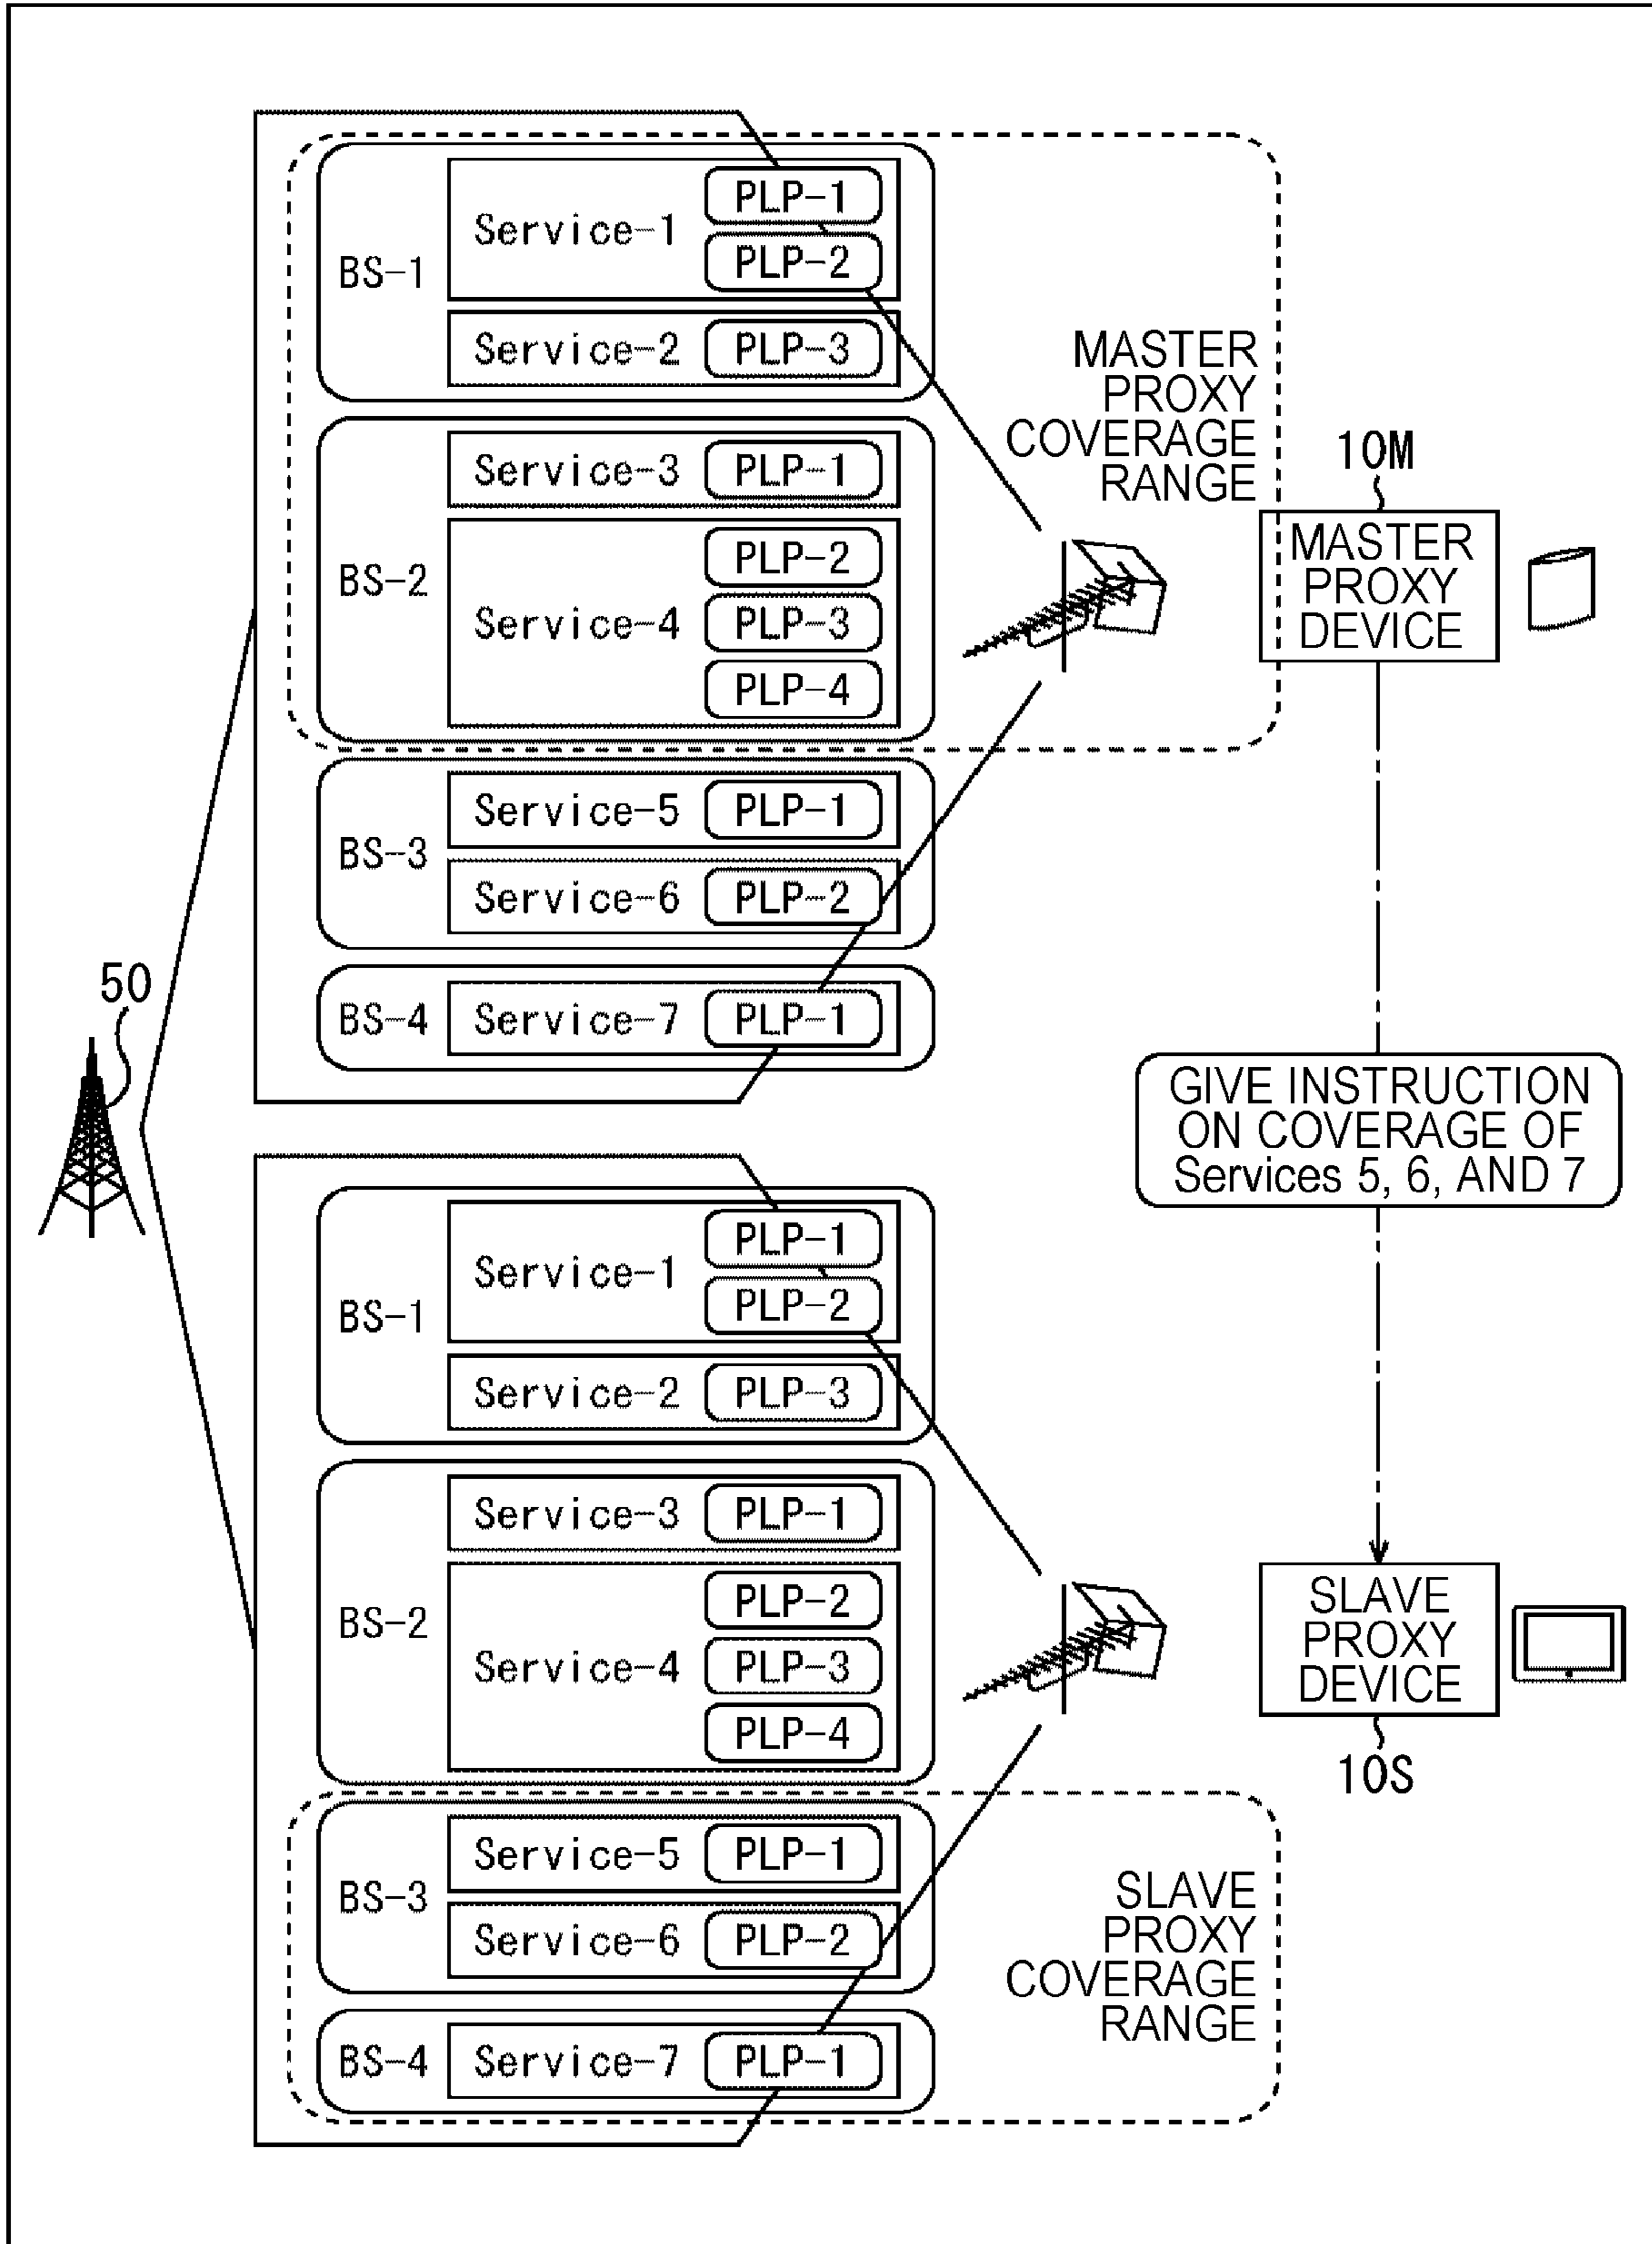 BS-1
Service-1
PLP-1
PLP-2
Service-2
PLP-3
BS-2
Service-3
PLP-1
Service-4
PLP-2
PLP-3
PLP-4
MASTER
PROXY
COVERAGE
RANGE
10M
MASTER
PROXY
DEVICE
BS-3
Service-5
PLP-1
Service-6
PLP-2
BS-4
Service-7
PLP-1
50
GIVE INSTRUCTION
ON COVERAGE OF
Services 5, 6, AND 7
BS-1
Service-1
PLP-1
PLP-2
Service-2
PLP-3
BS-2
Service-3
PLP-1
Service-4
PLP-2
PLP-3
PLP-4
SLAVE
PROXY
DEVICE
10S
BS-3
Service-5
PLP-1
Service-6
PLP-2
BS-4
Service-7
PLP-1
SLAVE
PROXY
COVERAGE
RANGE